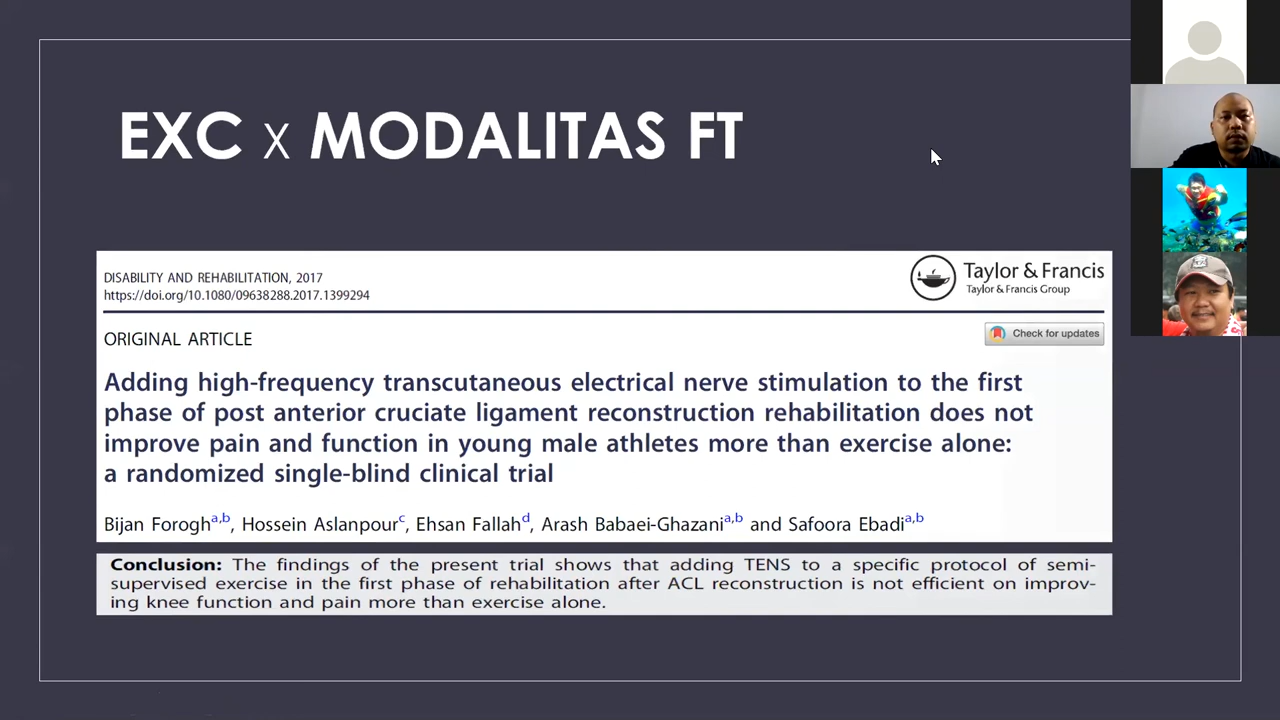 EXC x MODALITAS FT
DISABILITY AND REHABILITATION, 2017
https://doi.org/10.1080/09638288.2017.1399294
Taylor & Francis
Taylor & Francis Group
ORIGINAL ARTICLE
Check for updates
Adding high-frequency transcutaneous electrical nerve stimulation to the first
phase of post anterior cruciate ligament reconstruction rehabilitation does not
improve pain and function in young male athletes more than exercise alone:
a randomized single-blind clinical trial
Bijan Forogha,b, Hossein Aslanpourc, Ehsan Fallahd, Arash Babaei-Ghazania,b and Safoora Ebadia,b
Conclusion: The findings of the present trial shows that adding TENS to a specific protocol of semi-
supervised exercise in the first phase of rehabilitation after ACL reconstruction is not efficient on improv-
ing knee function and pain more than exercise alone.